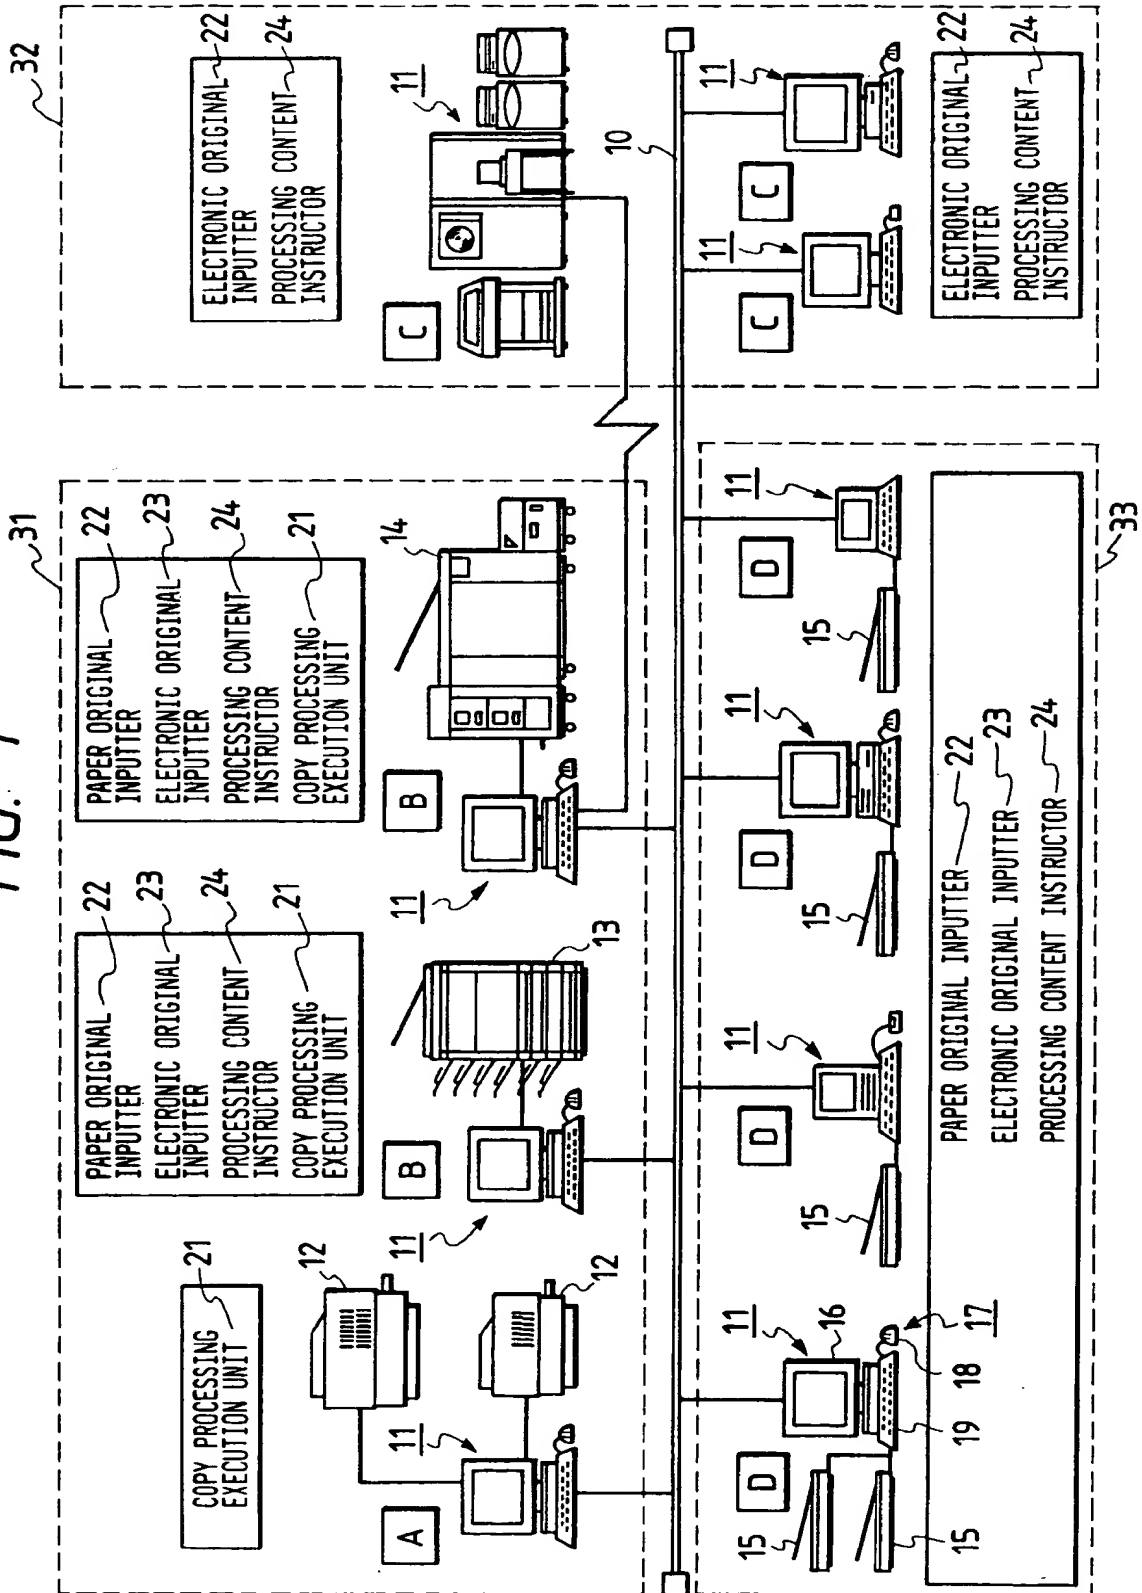 FIG. 1
31
32
COPY PROCESSING
EXECUTION UNIT
21
PAPER ORIGINAL
INPUTTER
22
ELECTRONIC ORIGINAL
INPUTTER
23
PROCESSING CONTENT
INSTRUCTOR
24
COPY PROCESSING
EXECUTION UNIT
21
PAPER ORIGINAL
INPUTTER
22
ELECTRONIC ORIGINAL
INPUTTER
23
PROCESSING CONTENT
INSTRUCTOR
24
COPY PROCESSING
EXECUTION UNIT
21
ELECTRONIC ORIGINAL
INPUTTER
22
PROCESSING CONTENT
INSTRUCTOR
24
A
11
12
12
B
11
13
B
11
14
C
11
10
D
15
15
11
16
17
18
19
D
15
11
D
15
11
D
15
11
C
11
C
11
PAPER ORIGINAL INPUTTER
22
ELECTRONIC ORIGINAL INPUTTER
23
PROCESSING CONTENT INSTRUCTOR
24
ELECTRONIC ORIGINAL
INPUTTER
22
PROCESSING CONTENT
INSTRUCTOR
24
33